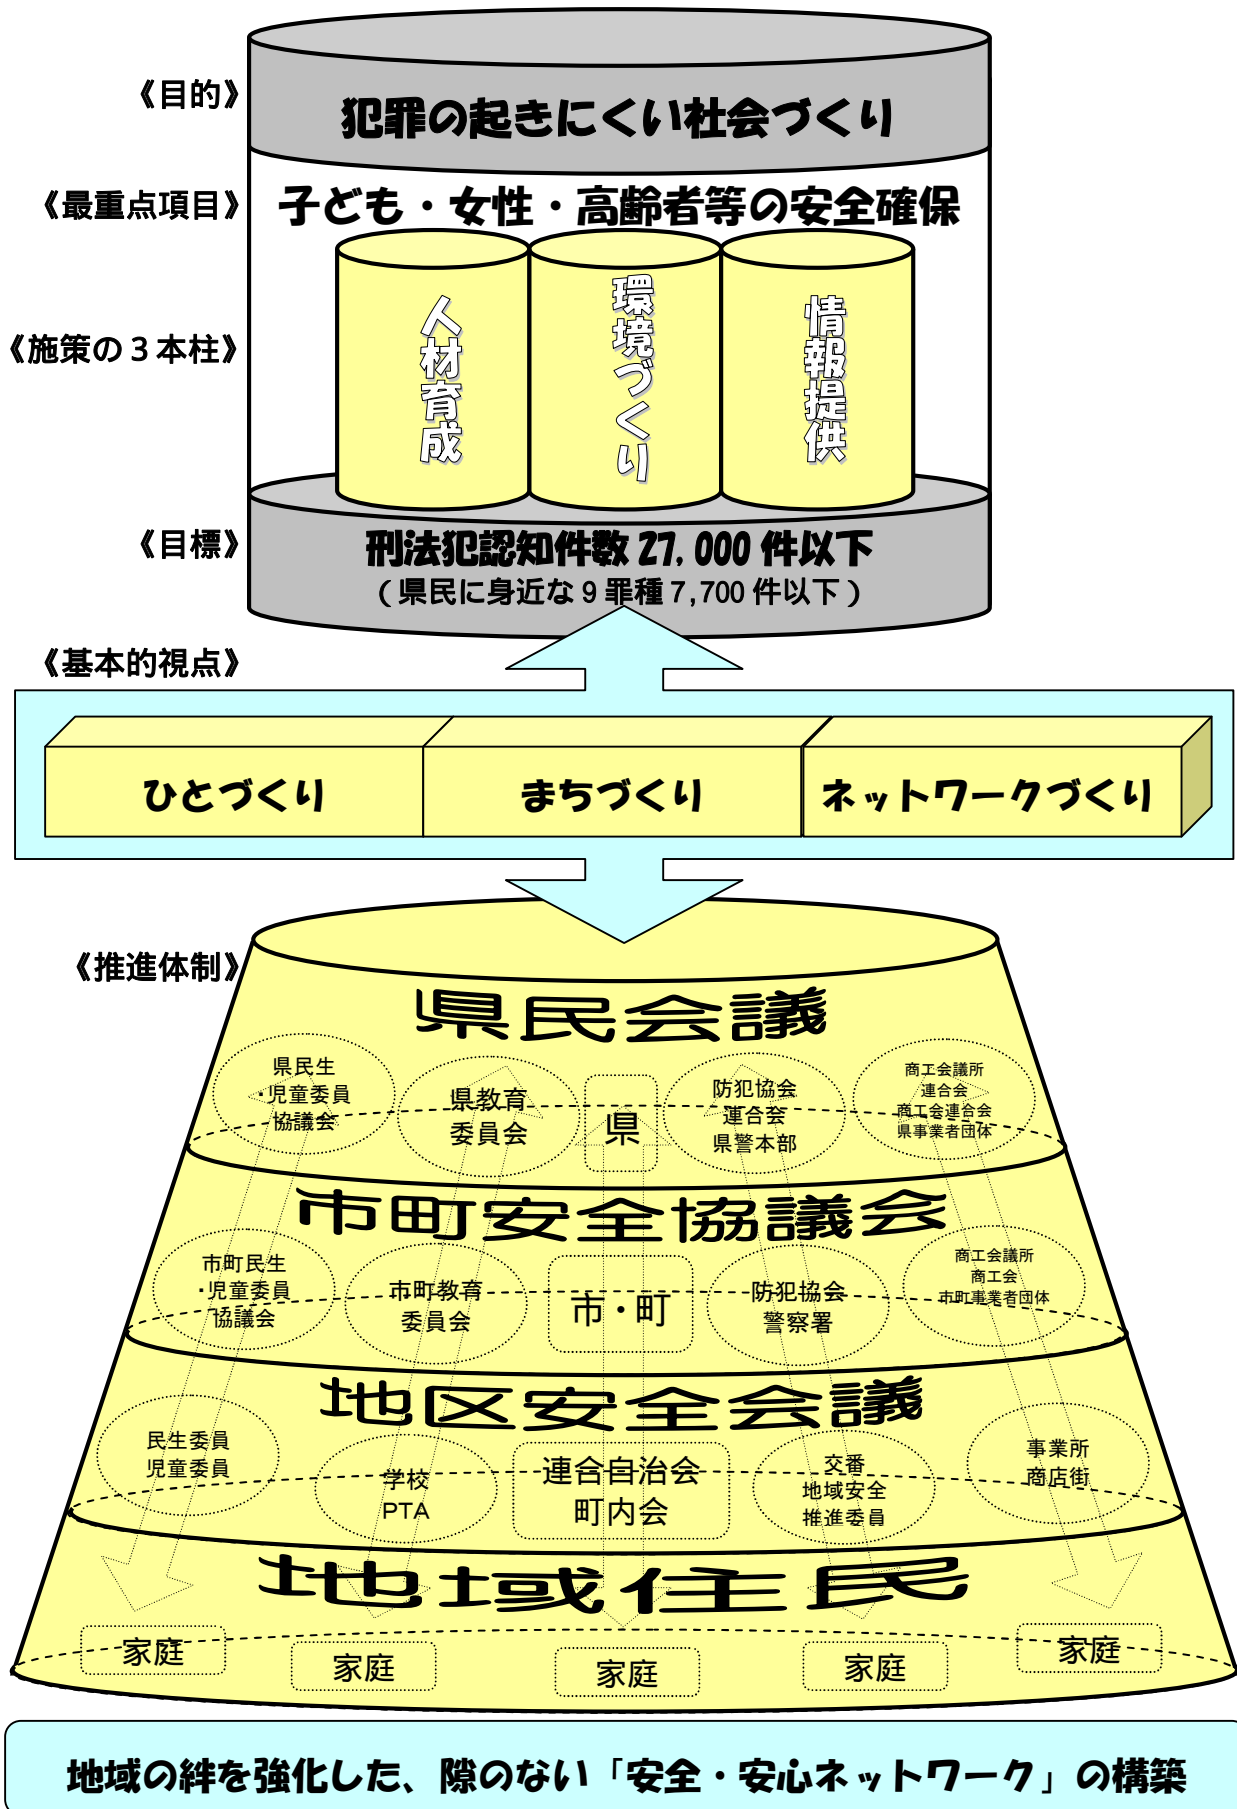 《目的》
犯罪の起きにくい社会づくり
《最重点項目》
子ども・女性・高齢者等の安全確保
《施策の3本柱》
人材育成
環境づくり
情報提供
《目標》
刑法犯認知件数 27,000 件以下
(県民に身近な 9 罪種 7,700 件以下)
《基本的視点》
ひとづくり
まちづくり
ネットワークづくり
《推進体制》
県民会議
県民生
・児童委員
協議会
県教育
委員会
県
防犯協会
連合会
県警本部
商工会議所
連合会
商工会連合会
県事業者団体
市町安全協議会
市町民生
・児童委員
協議会
市町教育
委員会
市・町
防犯協会
警察署
商工会議所
商工会
市町事業者団体
地区安全会議
民生委員
児童委員
学校
PTA
連合自治会
町内会
交番
地域安全
推進委員
事業所
商店街
地域住民
家庭
家庭
家庭
家庭
家庭
地域の絆を強化した、隙のない「安全・安心ネットワーク」の構築